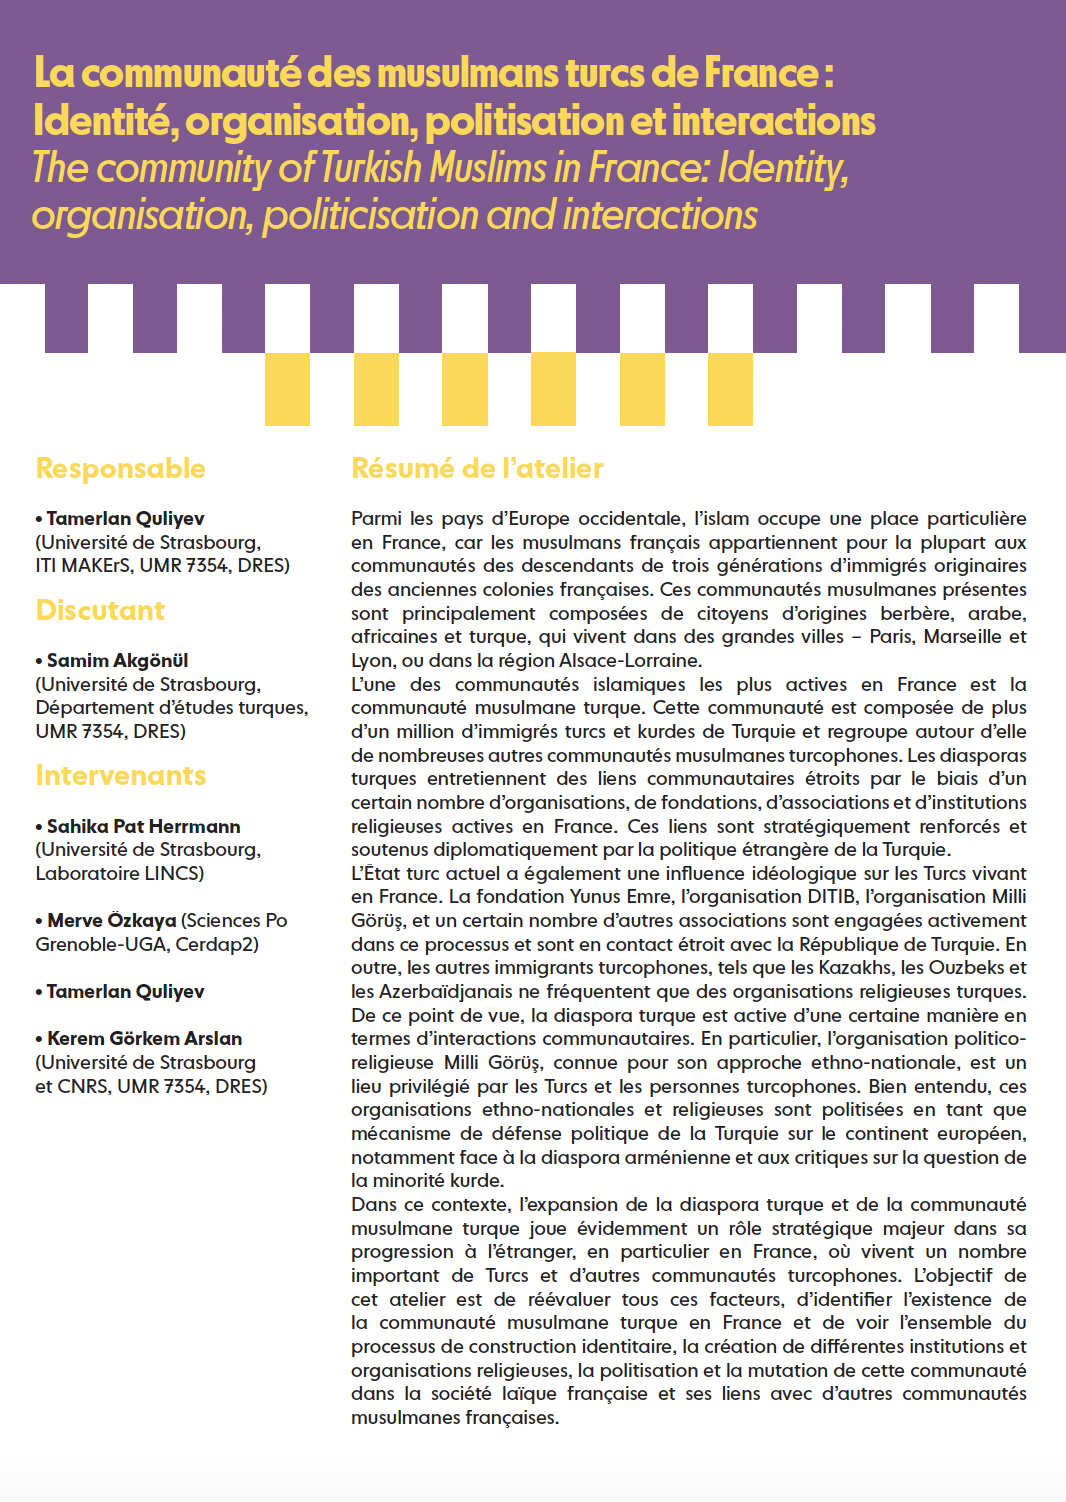 La communauté des musulmans turcs de France :
Identité, organisation, politisation et interactions
The community of Turkish Muslims in France: Identity,
organisation, politicisation and interactions
Responsable
• Tamerlan Quliyev
(Université de Strasbourg,
ITI MAKErS, UMR 7354, DRES)
Discutant
• Samim Akgönül
(Université de Strasbourg,
Département d’études turques,
UMR 7354, DRES)
Intervenants
• Sahika Pat Herrmann
(Université de Strasbourg,
Laboratoire LINCS)
• Merve Özkaya (Sciences Po
Grenoble-UGA, Cerdap2)
• Tamerlan Quliyev
• Kerem Görkem Arslan
(Université de Strasbourg
et CNRS, UMR 7354, DRES)
Résumé de l’atelier
Parmi les pays d’Europe occidentale, l’islam occupe une place particulière
en France, car les musulmans français appartiennent pour la plupart aux
communautés des descendants de trois générations d’immigrés originaires
des anciennes colonies françaises. Ces communautés musulmanes présentes
sont principalement composées de citoyens d’origines berbère, arabe,
africaines et turque, qui vivent dans des grandes villes – Paris, Marseille et
Lyon, ou dans la région Alsace-Lorraine.
L’une des communautés islamiques les plus actives en France est la
communauté musulmane turque. Cette communauté est composée de plus
d’un million d’immigrés turcs et kurdes de Turquie et regroupe autour d’elle
de nombreuses autres communautés musulmanes turcophones. Les diasporas
turques entretiennent des liens communautaires étroits par le biais d’un
certain nombre d’organisations, de fondations, d’associations et d’institutions
religieuses actives en France. Ces liens sont stratégiquement renforcés et
soutenus diplomatiquement par la politique étrangère de la Turquie.
L’État turc actuel a également une influence idéologique sur les Turcs vivant
en France. La fondation Yunus Emre, l’organisation DITIB, l’organisation Milli
Görüş, et un certain nombre d’autres associations sont engagées activement
dans ce processus et sont en contact étroit avec la République de Turquie. En
outre, les autres immigrants turcophones, tels que les Kazakhs, les Ouzbeks et
les Azerbaïdjanais ne fréquentent que des organisations religieuses turques.
De ce point de vue, la diaspora turque est active d’une certaine manière en
termes d’interactions communautaires. En particulier, l’organisation politico-
religieuse Milli Görüş, connue pour son approche ethno-nationale, est un
lieu privilégié par les Turcs et les personnes turcophones. Bien entendu, ces
organisations ethno-nationales et religieuses sont politisées en tant que
mécanisme de défense politique de la Turquie sur le continent européen,
notamment face à la diaspora arménienne et aux critiques sur la question de
la minorité kurde.
Dans ce contexte, l’expansion de la diaspora turque et de la communauté
musulmane turque joue évidemment un rôle stratégique majeur dans sa
progression à l’étranger, en particulier en France, où vivent un nombre
important de Turcs et d’autres communautés turcophones. L’objectif de
cet atelier est de réévaluer tous ces facteurs, d’identifier l’existence de
la communauté musulmane turque en France et de voir l’ensemble du
processus de construction identitaire, la création de différentes institutions et
organisations religieuses, la politisation et la mutation de cette communauté
dans la société laïque française et ses liens avec d’autres communautés
musulmanes françaises.